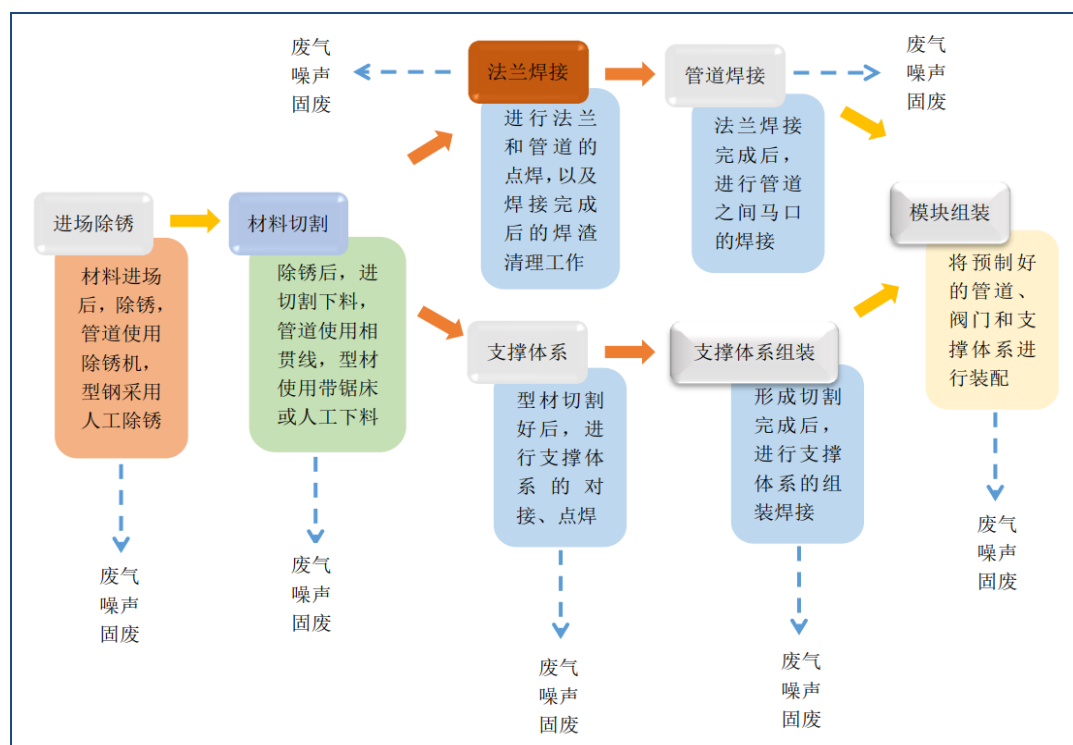 废气
噪声
固废
法兰焊接
进行法兰
和管道的
点焊,以及
焊接完成
后的焊渣
清理工作
管道焊接
法兰焊接
完成后，
进行管道
之间马口
的焊接
废气
噪声
固废
进场除锈
材料进场
后，除锈，
管道使用
除锈机，
型钢采用
人工除锈
废气
噪声
固废
材料切割
除锈后，进
切割下料，
管道使用相
贯线，型材
使用带锯床
或人工下料
废气
噪声
固废
支撑体系
型材切割
好后，进
行支撑体
系的对
接、点焊
废气
噪声
固废
支撑体系组装
形成切割
完成后，
进行支撑
体系的组
装焊接
废气
噪声
固废
模块组装
将预制好
的管道、
阀门和支
撑体系进
行装配
废气
噪声
固废